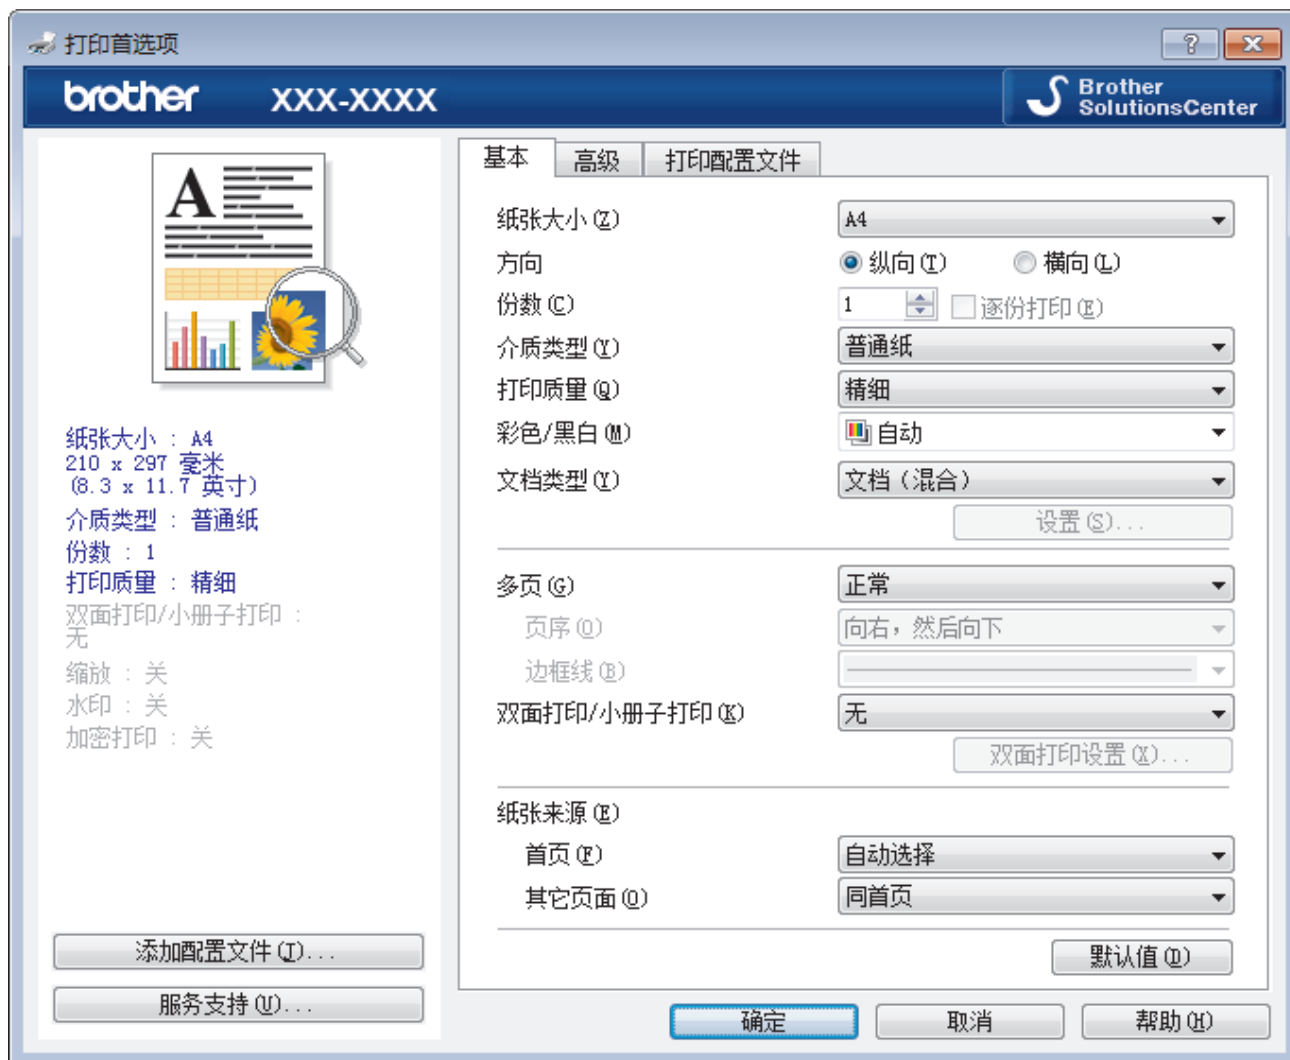 打印首选项
brother XXX-XXXX
Brother
SolutionsCenter
A
纸张大小 : A4
210 x 297 毫米
(8.3 x 11.7 英寸)
介质类型 : 普通纸
份数 : 1
打印质量 : 精细
双面打印/小册子打印 :
无
缩放 : 关
水印 : 关
加密打印 : 关
添加配置文件(J)...
服务支持(U)...
基本 高级 打印配置文件
纸张大小(Z) A4
方向 纵向(T) 横向(L)
份数(C) 1 逐份打印(E)
介质类型(Y) 普通纸
打印质量(Q) 精细
彩色/黑白(M) 自动
文档类型(Y) 文档（混合）
设置(S)...
多页(G) 正常
页序(O) 向右，然后向下
边框线(B)
双面打印/小册子打印(K) 无
双面打印设置(X)...
纸张来源(E)
首页(F) 自动选择
其它页面(O) 同首页
默认值(D)
确定 取消 帮助(H)